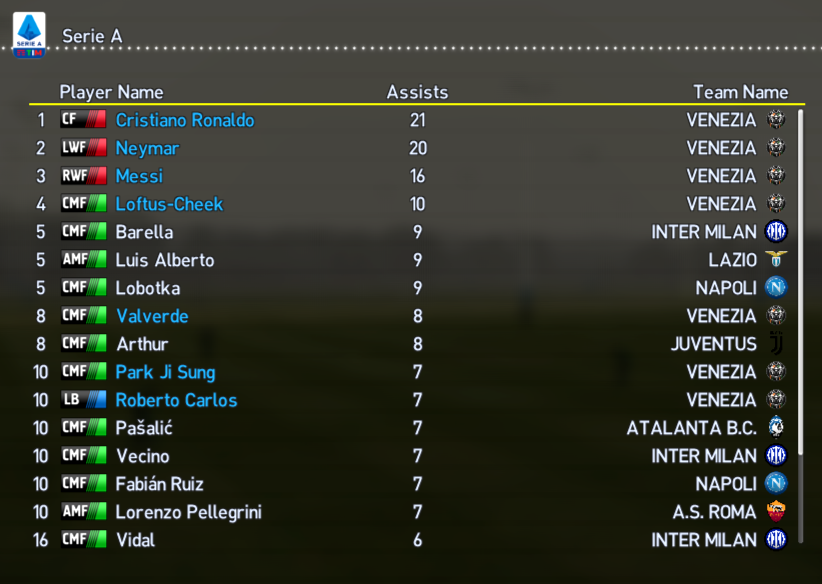 SERIE A
TIM
Serie A
Player Name Assists Team Name
1 CF Cristiano Ronaldo 21 VENEZIA
2 LWF Neymar 20 VENEZIA
3 RWF Messi 16 VENEZIA
4 CMF Loftus-Cheek 10 VENEZIA
5 CMF Barella 9 INTER MILAN
5 AMF Luis Alberto 9 LAZIO
5 CMF Lobotka 9 NAPOLI
8 CMF Valverde 8 VENEZIA
8 CMF Arthur 8 JUVENTUS
10 CMF Park Ji Sung 7 VENEZIA
10 LB Roberto Carlos 7 VENEZIA
10 CMF Pašalić 7 ATALANTA B.C.
10 CMF Vecino 7 INTER MILAN
10 CMF Fabián Ruiz 7 NAPOLI
10 AMF Lorenzo Pellegrini 7 A.S. ROMA
16 CMF Vidal 6 INTER MILAN